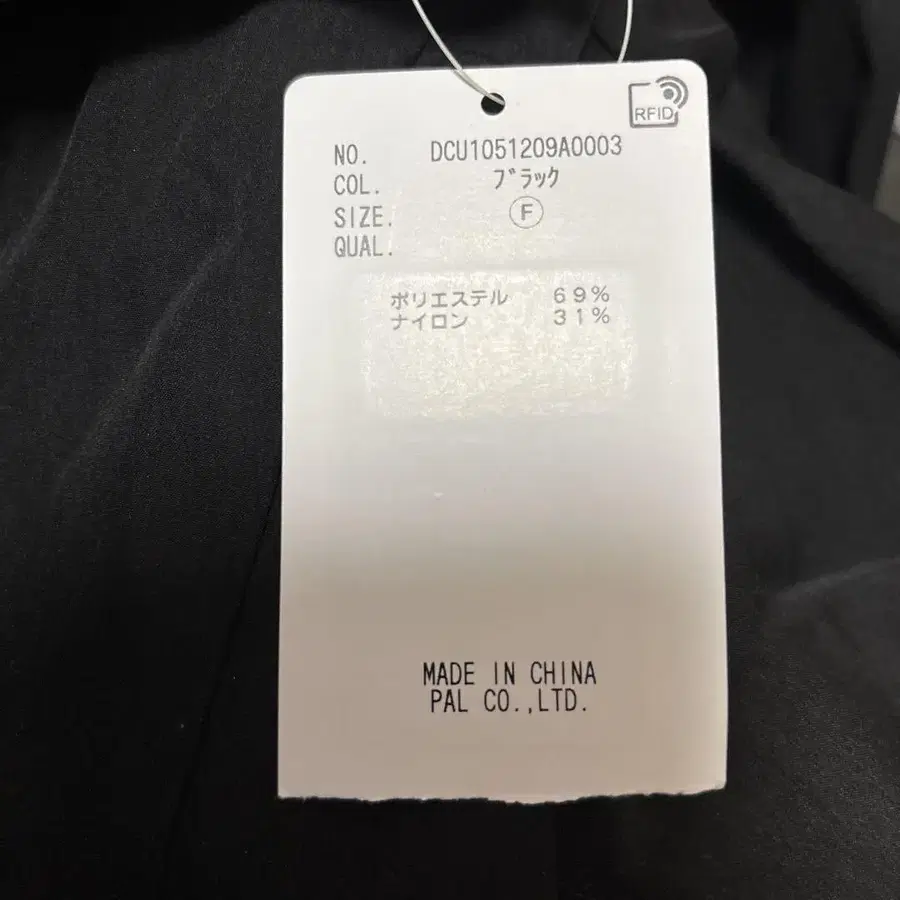 RFID
NO. DCU1051209A0003
COL. ﾌﾞﾗｯｸ
SIZE. Ⓕ
QUAL.
ポリエステル ６９％
ナイロン ３１％
MADE IN CHINA
PAL CO.,LTD.